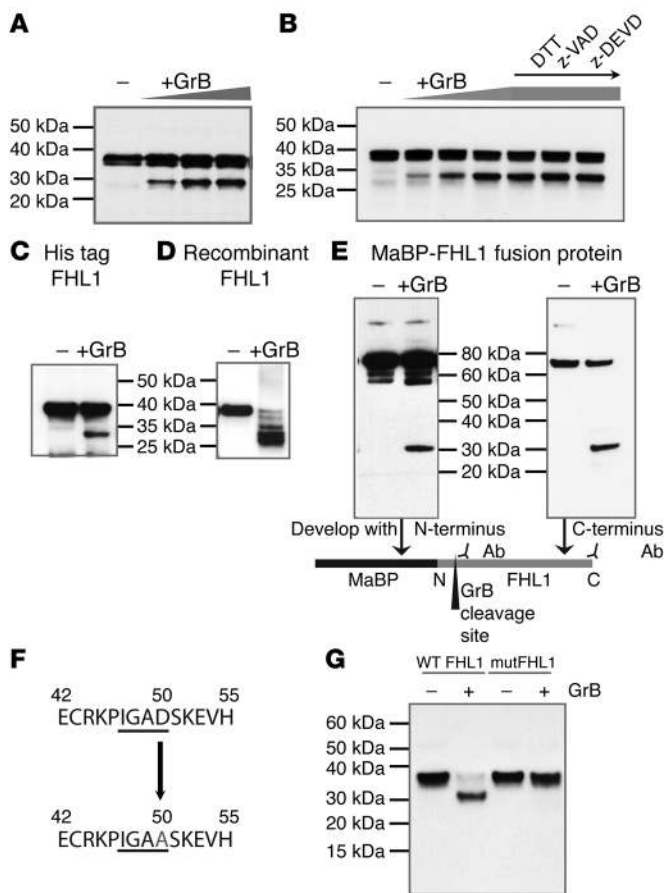 A
+GrB
–
50 kDa
40 kDa
30 kDa
20 kDa
B
DTT
z-VAD
z-DEVD
– +GrB
50 kDa
40 kDa
35 kDa
25 kDa
C His tag
FHL1
– +GrB
D Recombinant
FHL1
– +GrB
50 kDa
40 kDa
35 kDa
25 kDa
E MaBP-FHL1 fusion protein
– +GrB
– +GrB
80 kDa
60 kDa
50 kDa
40 kDa
30 kDa
20 kDa
Develop with N-terminus
Ab
C-terminus
Ab
MaBP N FHL1 C
GrB
cleavage
site
F
42 50 55
ECRKPIGADSKEVH
42 50 55
ECRKPIGAASKEVH
G
WT FHL1 mutFHL1
– + – + GrB
60 kDa
50 kDa
40 kDa
30 kDa
20 kDa
15 kDa